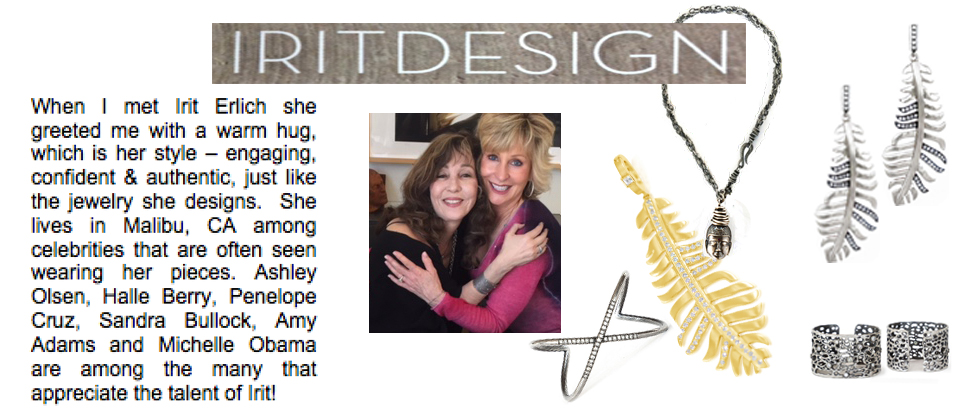 IRITDESIGN
When I met Irit Erlich she
greeted me with a warm hug,
which is her style – engaging,
confident & authentic, just like
the jewelry she designs. She
lives in Malibu, CA among
celebrities that are often seen
wearing her pieces. Ashley
Olsen, Halle Berry, Penelope
Cruz, Sandra Bullock, Amy
Adams and Michelle Obama
are among the many that
appreciate the talent of Irit!